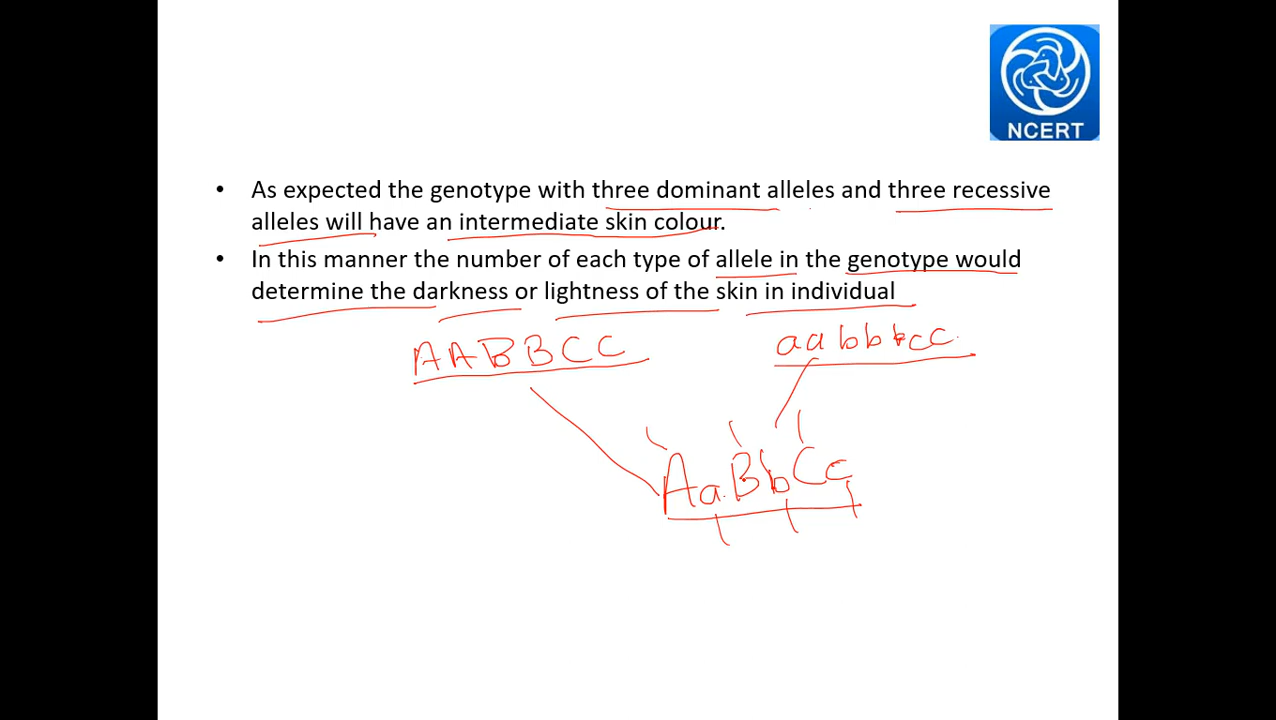 NCERT
• As expected the genotype with three dominant alleles and three recessive
alleles will have an intermediate skin colour.
• In this manner the number of each type of allele in the genotype would
determine the darkness or lightness of the skin in individual
AABBCC
aabbcc
AaBbCc